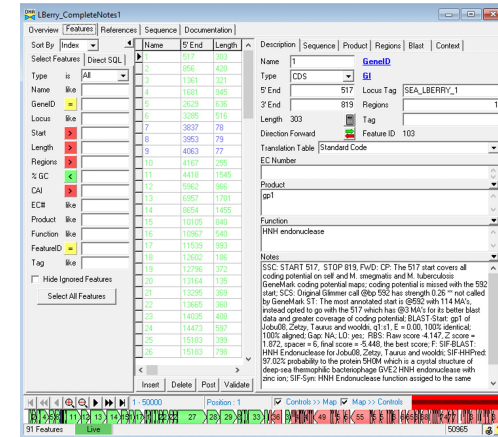 LBerry_CompleteNotes1
Overview Features References Sequence Documentation
Sort By Index
Select Features Direct SQL
Type is All
Name like
GeneID =
Locus like
Start >
Length >
Regions >
% GC <
CAI >
EC# like
Product like
Function like
FeatureID =
Tag like
Hide Ignored Features
Select All Features
Name 5' End Length
1 517 303
2 856 420
3 1361 321
4 1681 945
5 2629 636
6 3285 516
7 3837 78
8 3953 79
9 4063 77
10 4167 255
11 4418 1545
12 5962 966
13 6957 1701
14 8654 1455
15 10105 840
16 10967 540
17 11539 993
18 12602 186
19 12796 372
20 13164 135
21 13295 369
22 13665 360
23 14035 408
24 14473 597
25 15183 399
26 15183 798
Insert Delete Post Validate
Description Sequence Product Regions Blast Context
Name 1 GeneID
Type CDS GI
5' End 517 Locus Tag SEA_LBERRY_1
3' End 819 Regions 1
Length 303 Tag
Direction Forward Feature ID 103
Translation Table Standard Code
EC Number
Product
gp1
Function
HNH endonuclease
Notes
SSC: START 517, STOP 819, FWD; CP: The 517 start covers all
coding potential on self and M. smegmatis and M. tuberculosis
GeneMark coding potential maps; coding potential is missed with the 592
start; SCS: Original Glimmer call @bp 592 has strength 0.26 "" not called
by GeneMark ST: The most annotated start is @592 with 114 MA's,
instead opted to go with the 517 which has @3 MA's for its better blast
data and greater coverage of coding potential; BLAST-Start: gp1 of
Jobu08, Zetzy, Taurus and wooldri, q1:s1, E = 0.00, 100% identical;
100% aligned; Gap: NA; LO: yes; RBS: Raw score -4.147, Z score =
1.872, spacer = 6, final score = -5.448, the best score; F: SIF-BLAST:
HNH Endonuclease for Jobu08, Zetzy, Taurus and wooldri; SIF-HHPred:
97.02% probability to the protein 5H0M which is a crystal structure of
deep-sea thermophilic bacteriophage GVE2 HNH endonuclease with
zinc ion; SIF-Syn: HNH Endonuclease function assiged to the same
1 - 50000 Position : 1 Controls >> Map Map >> Controls
91 Features Live 50965